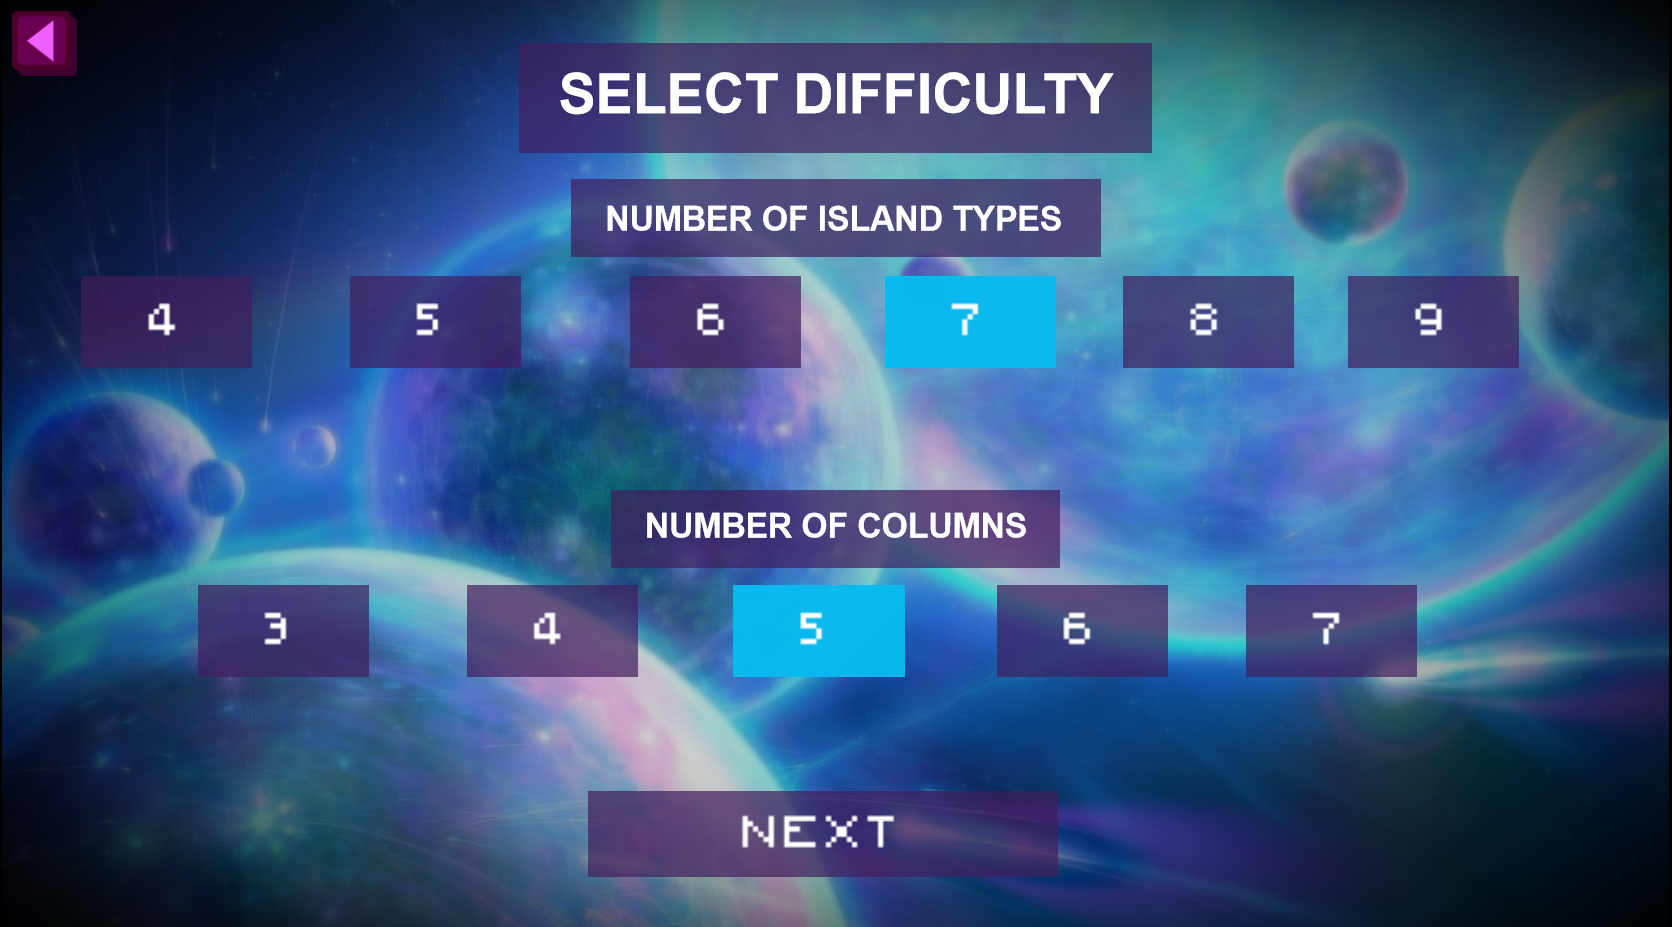 SELECT DIFFICULTY
NUMBER OF ISLAND TYPES
4 5 6 7 8 9
NUMBER OF COLUMNS
3 4 5 6 7
NEXT